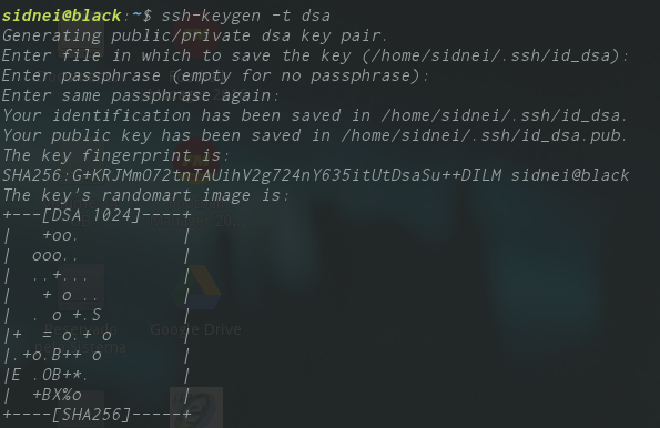 sidnei@black:~$ ssh-keygen -t dsa
Generating public/private dsa key pair.
Enter file in which to save the key (/home/sidnei/.ssh/id_dsa):
Enter passphrase (empty for no passphrase):
Enter same passphrase again:
Your identification has been saved in /home/sidnei/.ssh/id_dsa.
Your public key has been saved in /home/sidnei/.ssh/id_dsa.pub.
The key fingerprint is:
SHA256:G+KRJMmO72tnTAUihV2g724nY635itUtDsaSu++DILM sidnei@black
The key's randomart image is:
+---[DSA 1024]----+
|   +oo.          |
|  ooo..          |
|  ..+...         |
|   + o ..        |
|  . o +.S        |
|+  = o.+ o       |
|.+o.B++ o        |
|E .OB+*.         |
|  +BX%o          |
+----[SHA256]-----+
Reservado
Sistema
Google Drive